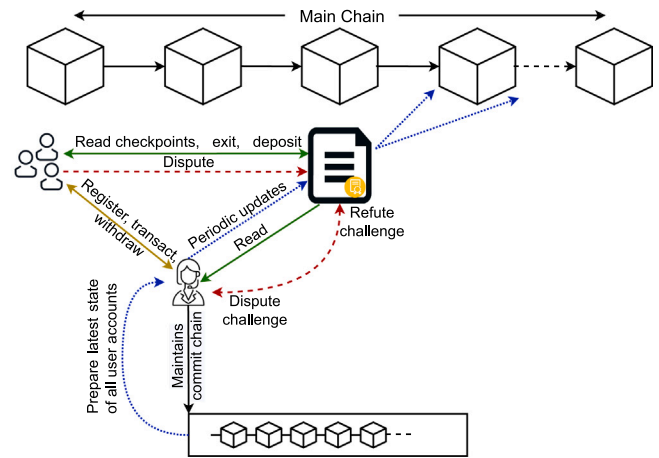 Main Chain
Read checkpoints, exit, deposit
Dispute
Register, transact,
withdraw
Periodic updates
Read
Refute
challenge
Dispute
challenge
Maintains
commit chain
Prepare latest state
of all user accounts